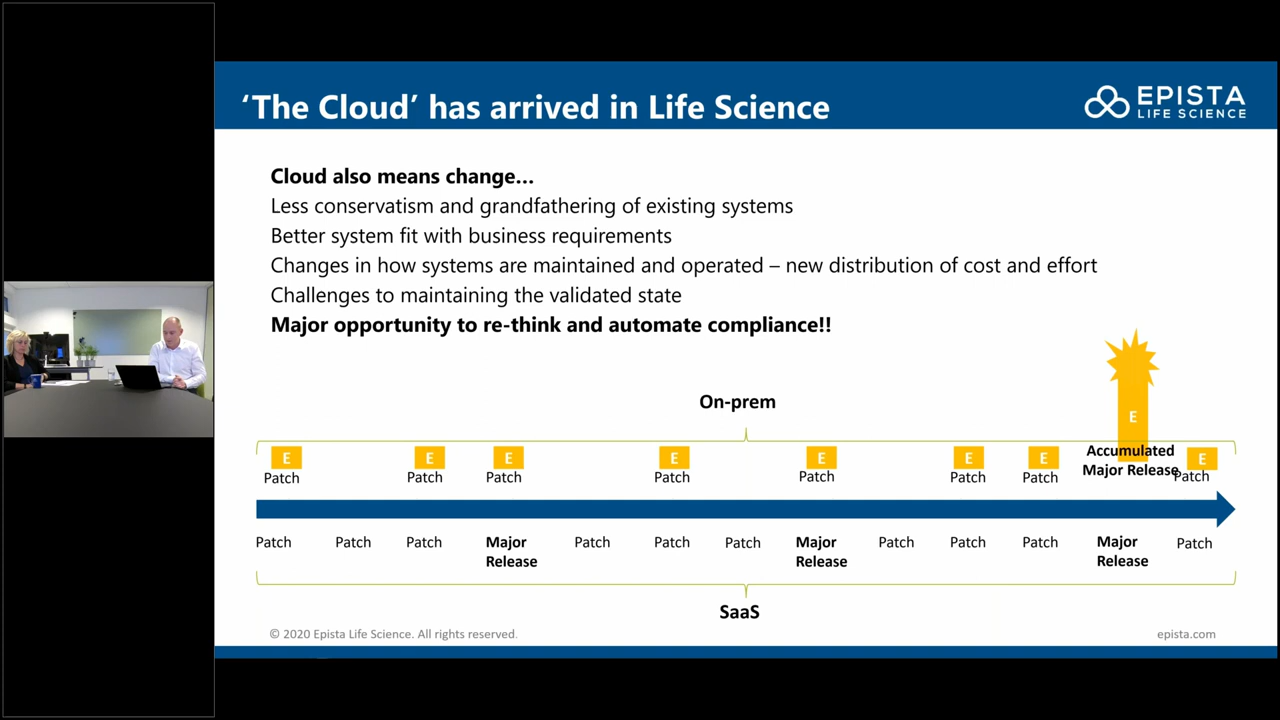 ‘The Cloud’ has arrived in Life Science
EPISTA
LIFE SCIENCE
Cloud also means change…
Less conservatism and grandfathering of existing systems
Better system fit with business requirements
Changes in how systems are maintained and operated – new distribution of cost and effort
Challenges to maintaining the validated state
Major opportunity to re-think and automate compliance!!
On-prem
E
E E E E E E E E
Accumulated
Major Release
Patch Patch Patch Patch Patch Patch Patch Patch
Patch Patch Patch Major Patch Patch Patch Major Patch Patch Patch Major Patch
Release Release Release
SaaS
© 2020 Epista Life Science. All rights reserved.
epista.com